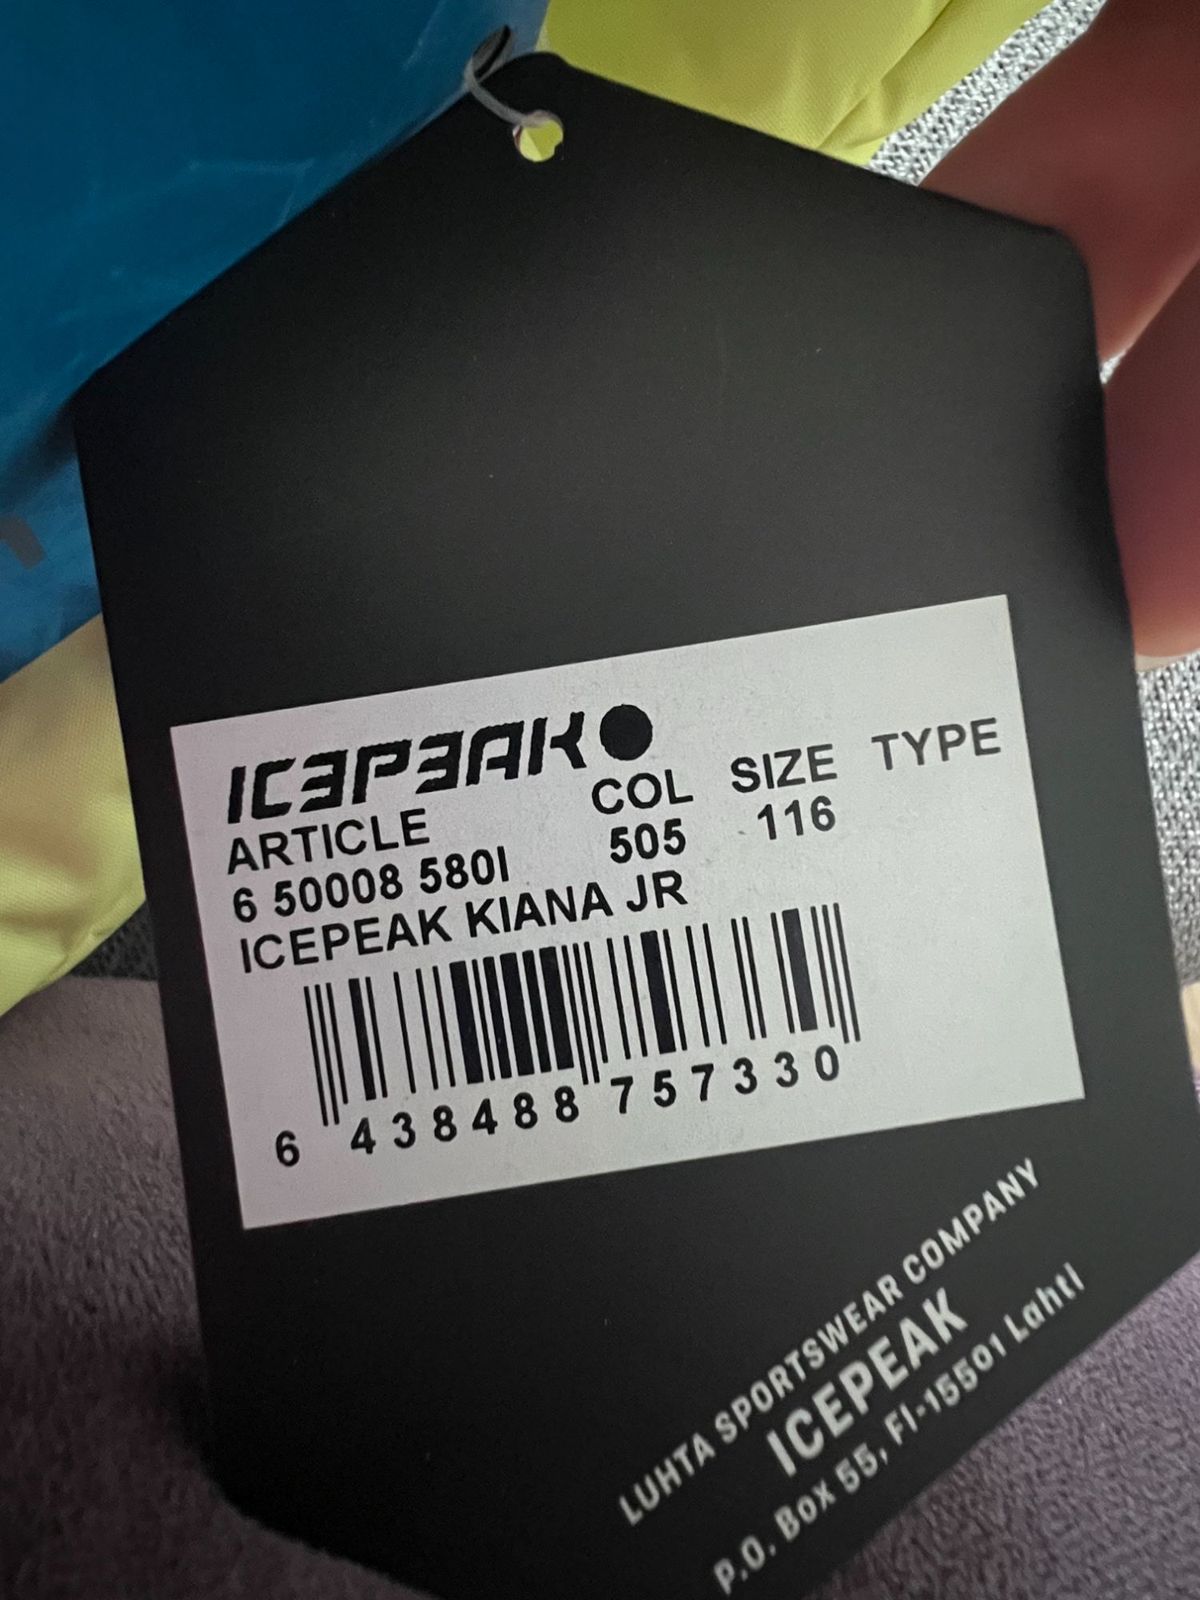 ICEPEAK
ARTICLE COL SIZE TYPE
6 50008 580I 505 116
ICEPEAK KIANA JR
6 438488 757330
LUHTA SPORTSWEAR COMPANY
ICEPEAK
P.O. Box 55, FI-15501 Lahti